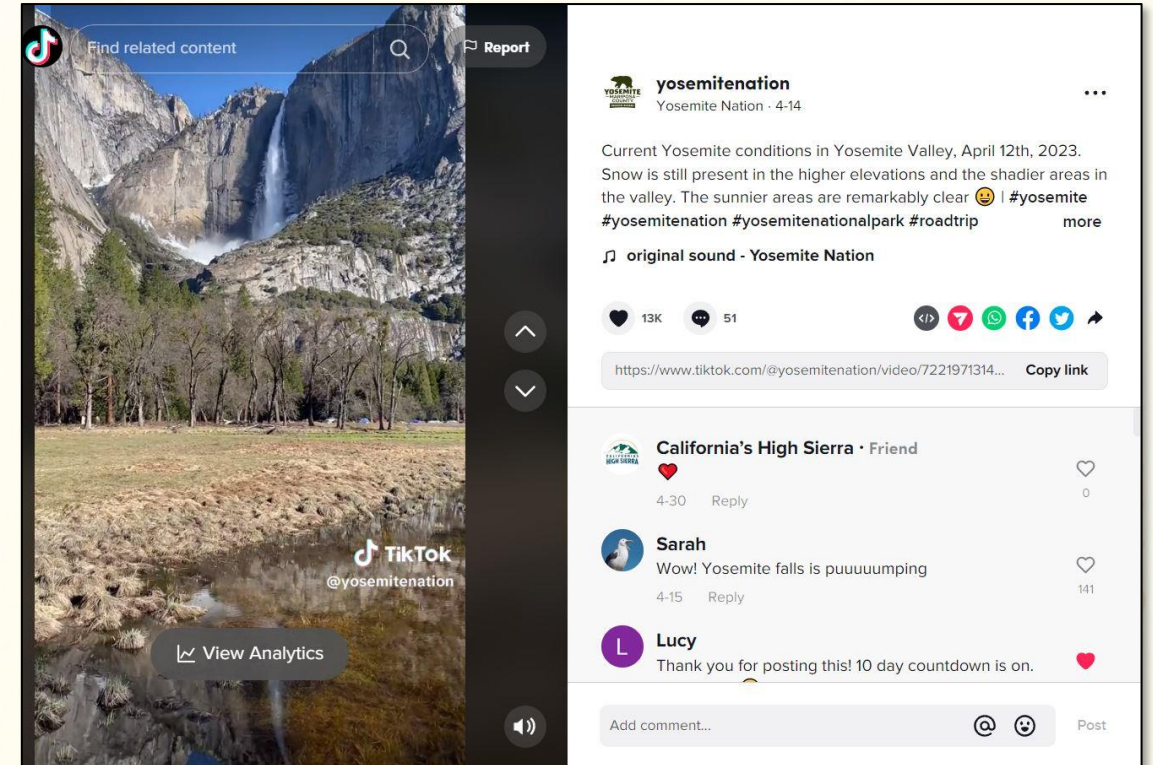 Find related content
Report
TikTok
@yosemitenation
View Analytics
YOSEMITE
MARIPOSA
COUNTY
yosemitenation
Yosemite Nation · 4-14
Current Yosemite conditions in Yosemite Valley, April 12th, 2023.
Snow is still present in the higher elevations and the shadier areas in
the valley. The sunnier areas are remarkably clear 😀 | #yosemite
#yosemitenation #yosemitenationalpark #roadtrip more
original sound - Yosemite Nation
13K 51
https://www.tiktok.com/@yosemitenation/video/7221971314... Copy link
HIGH SIERRA
California's High Sierra · Friend
❤️
0
4-30 Reply
Sarah
Wow! Yosemite falls is puuuuumping
141
4-15 Reply
L
Lucy
Thank you for posting this! 10 day countdown is on.
Add comment... @ Post